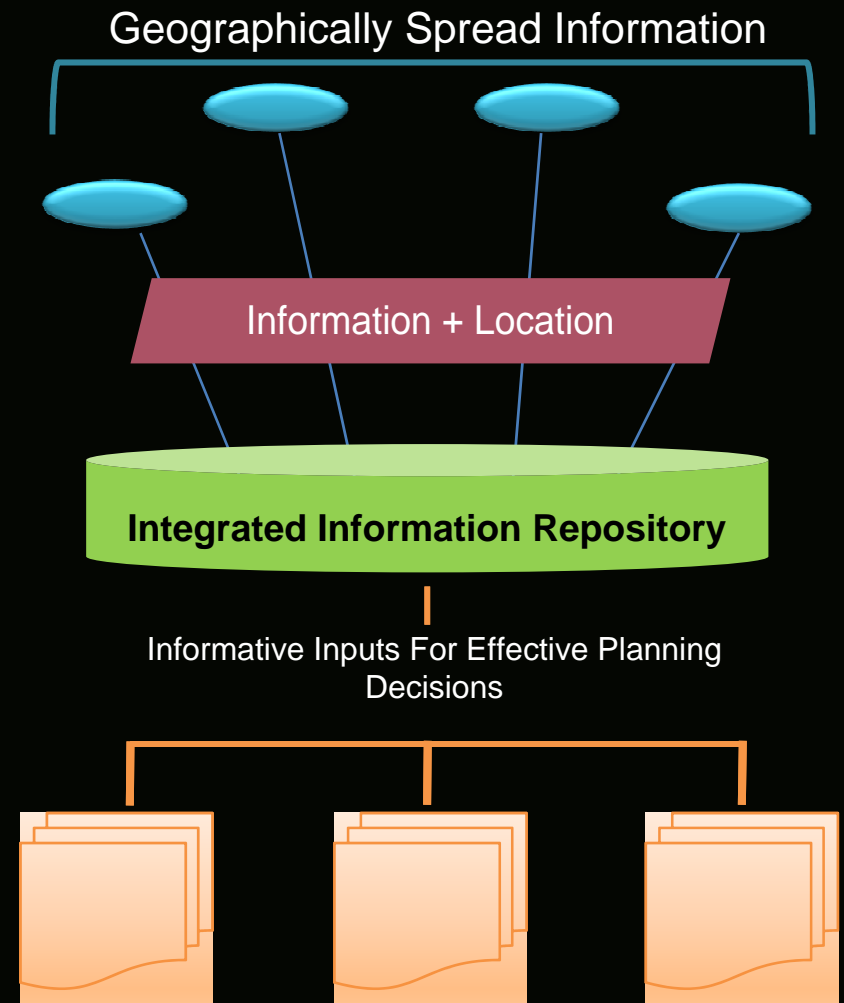 Geographically Spread Information
Information + Location
Integrated Information Repository
Informative Inputs For Effective Planning
Decisions